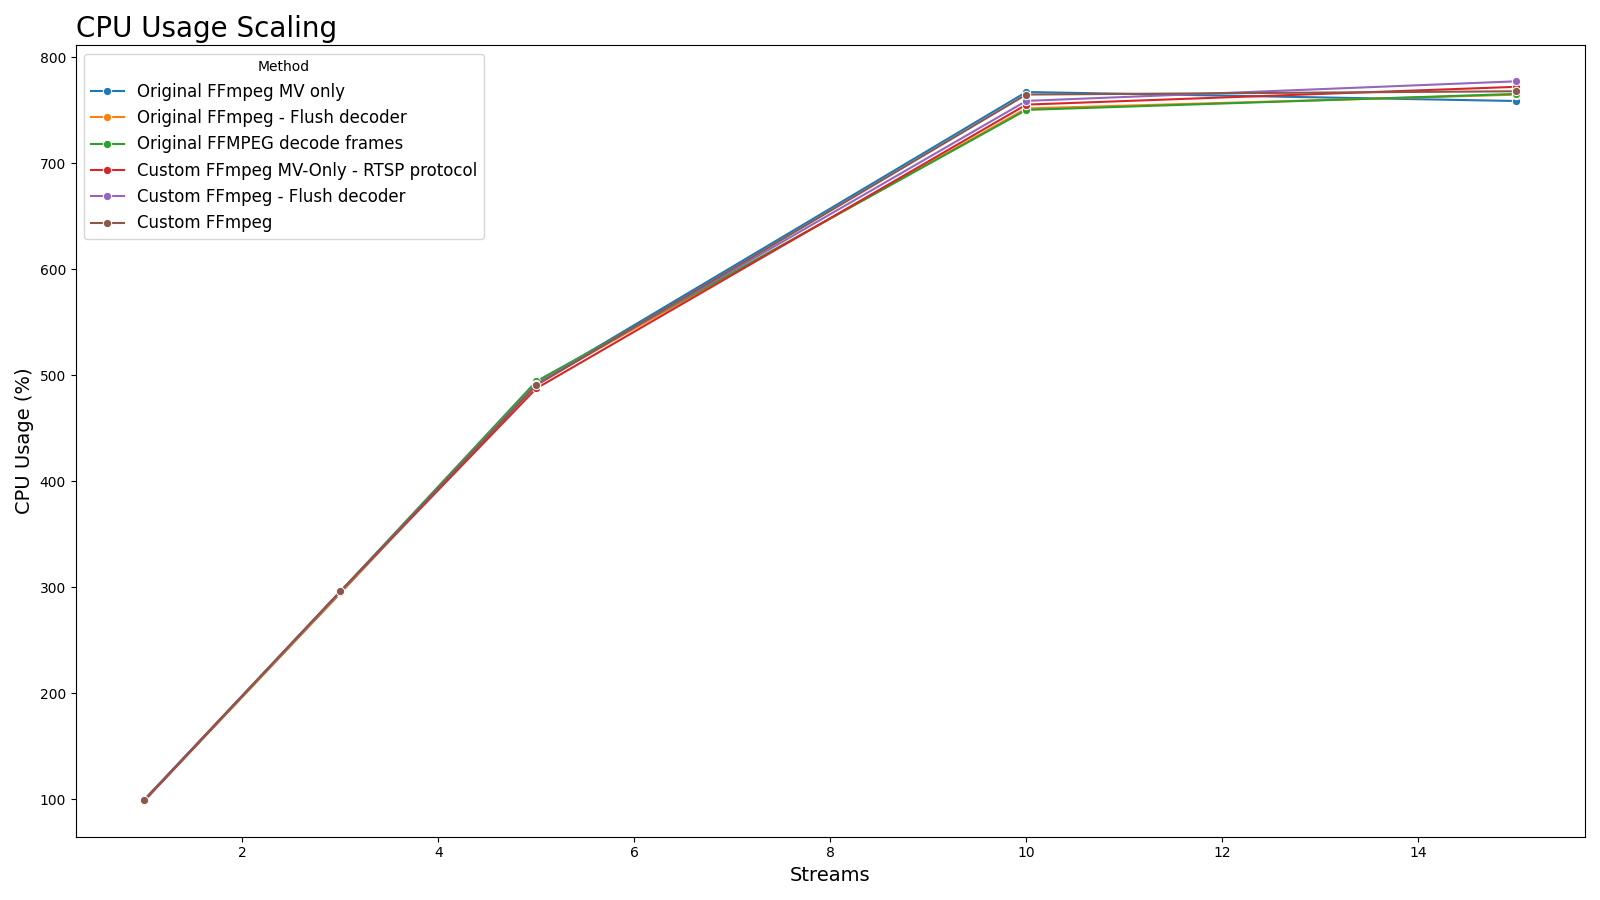 CPU Usage Scaling
Method
Original FFmpeg MV only
Original FFmpeg - Flush decoder
Original FFMPEG decode frames
Custom FFmpeg MV-Only - RTSP protocol
Custom FFmpeg - Flush decoder
Custom FFmpeg
CPU Usage (%)
800
700
600
500
400
300
200
100
2 4 6 8 10 12 14
Streams